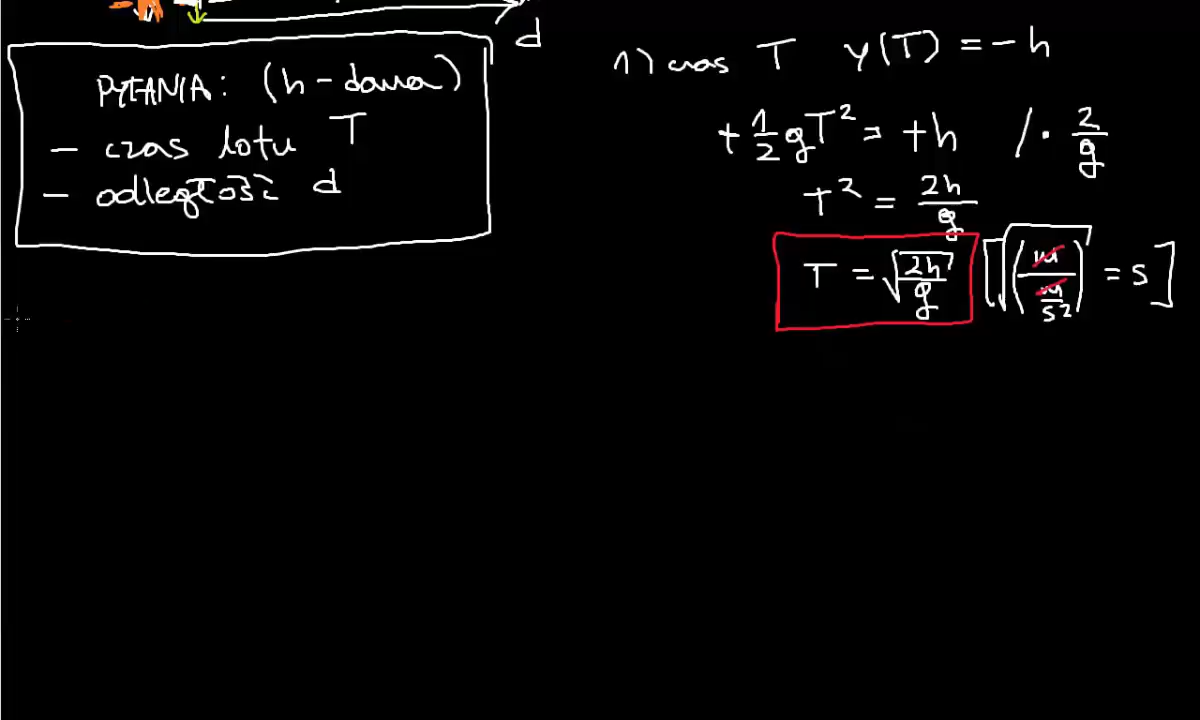 d
PYTANIA: (h - dana)
- czas lotu T
- odległość d
1) czas T y(T) = -h
+ 1/2 gT² = +h / · 2/g
T² = 2h/g
T = √(2h/g) [√(m/(m/s²)) = s]